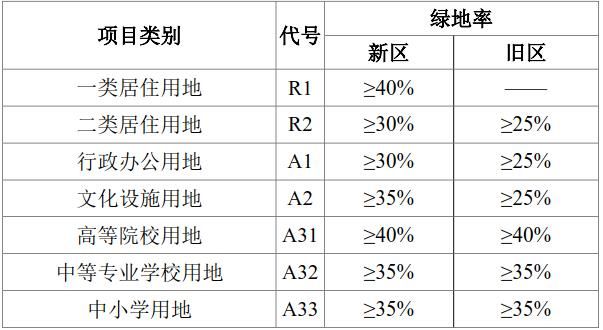 项目类别 代号 绿地率
新区 旧区
一类居住用地 R1 ≥40% ——
二类居住用地 R2 ≥30% ≥25%
行政办公用地 A1 ≥30% ≥25%
文化设施用地 A2 ≥35% ≥25%
高等院校用地 A31 ≥40% ≥40%
中等专业学校用地 A32 ≥35% ≥35%
中小学用地 A33 ≥35% ≥35%